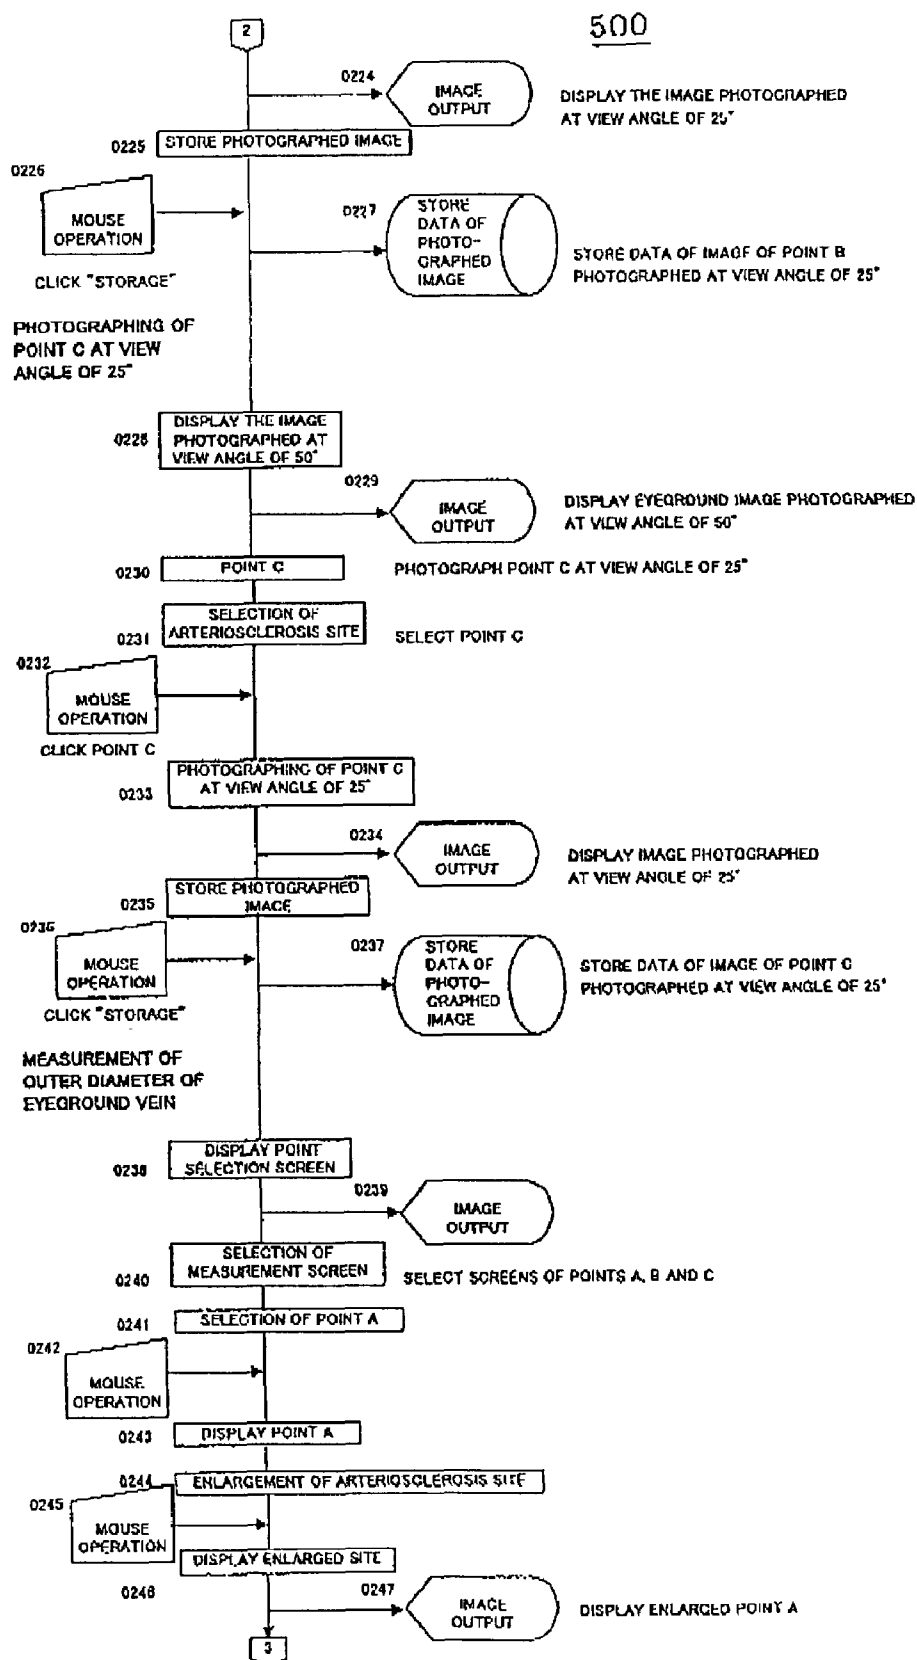 500
2
0224
IMAGE
OUTPUT
DISPLAY THE IMAGE PHOTOGRAPHED
AT VIEW ANGLE OF 25°
0225
STORE PHOTOGRAPHED IMAGE
0226
MOUSE
OPERATION
CLICK "STORAGE"
0227
STORE
DATA OF
PHOTO-
GRAPHED
IMAGE
STORE DATA OF IMAGE OF POINT B
PHOTOGRAPHED AT VIEW ANGLE OF 25°
PHOTOGRAPHING OF
POINT C AT VIEW
ANGLE OF 25°
0228
DISPLAY THE IMAGE
PHOTOGRAPHED AT
VIEW ANGLE OF 50°
0229
IMAGE
OUTPUT
DISPLAY EYEGROUND IMAGE PHOTOGRAPHED
AT VIEW ANGLE OF 50°
0230
POINT C
PHOTOGRAPH POINT C AT VIEW ANGLE OF 25°
0231
SELECTION OF
ARTERIOSCLEROSIS SITE
SELECT POINT C
0232
MOUSE
OPERATION
CLICK POINT C
0233
PHOTOGRAPHING OF POINT C
AT VIEW ANGLE OF 25°
0234
IMAGE
OUTPUT
DISPLAY IMAGE PHOTOGRAPHED
AT VIEW ANGLE OF 25°
0235
STORE PHOTOGRAPHED
IMAGE
0236
MOUSE
OPERATION
CLICK "STORAGE"
0237
STORE
DATA OF
PHOTO-
GRAPHED
IMAGE
STORE DATA OF IMAGE OF POINT C
PHOTOGRAPHED AT VIEW ANGLE OF 25°
MEASUREMENT OF
OUTER DIAMETER OF
EYEGROUND VEIN
0238
DISPLAY POINT
SELECTION SCREEN
0239
IMAGE
OUTPUT
0240
SELECTION OF
MEASUREMENT SCREEN
SELECT SCREENS OF POINTS A, B AND C
0241
SELECTION OF POINT A
0242
MOUSE
OPERATION
0243
DISPLAY POINT A
0244
ENLARGEMENT OF ARTERIOSCLEROSIS SITE
0245
MOUSE
OPERATION
DISPLAY ENLARGED SITE
0246
0247
IMAGE
OUTPUT
DISPLAY ENLARGED POINT A
3